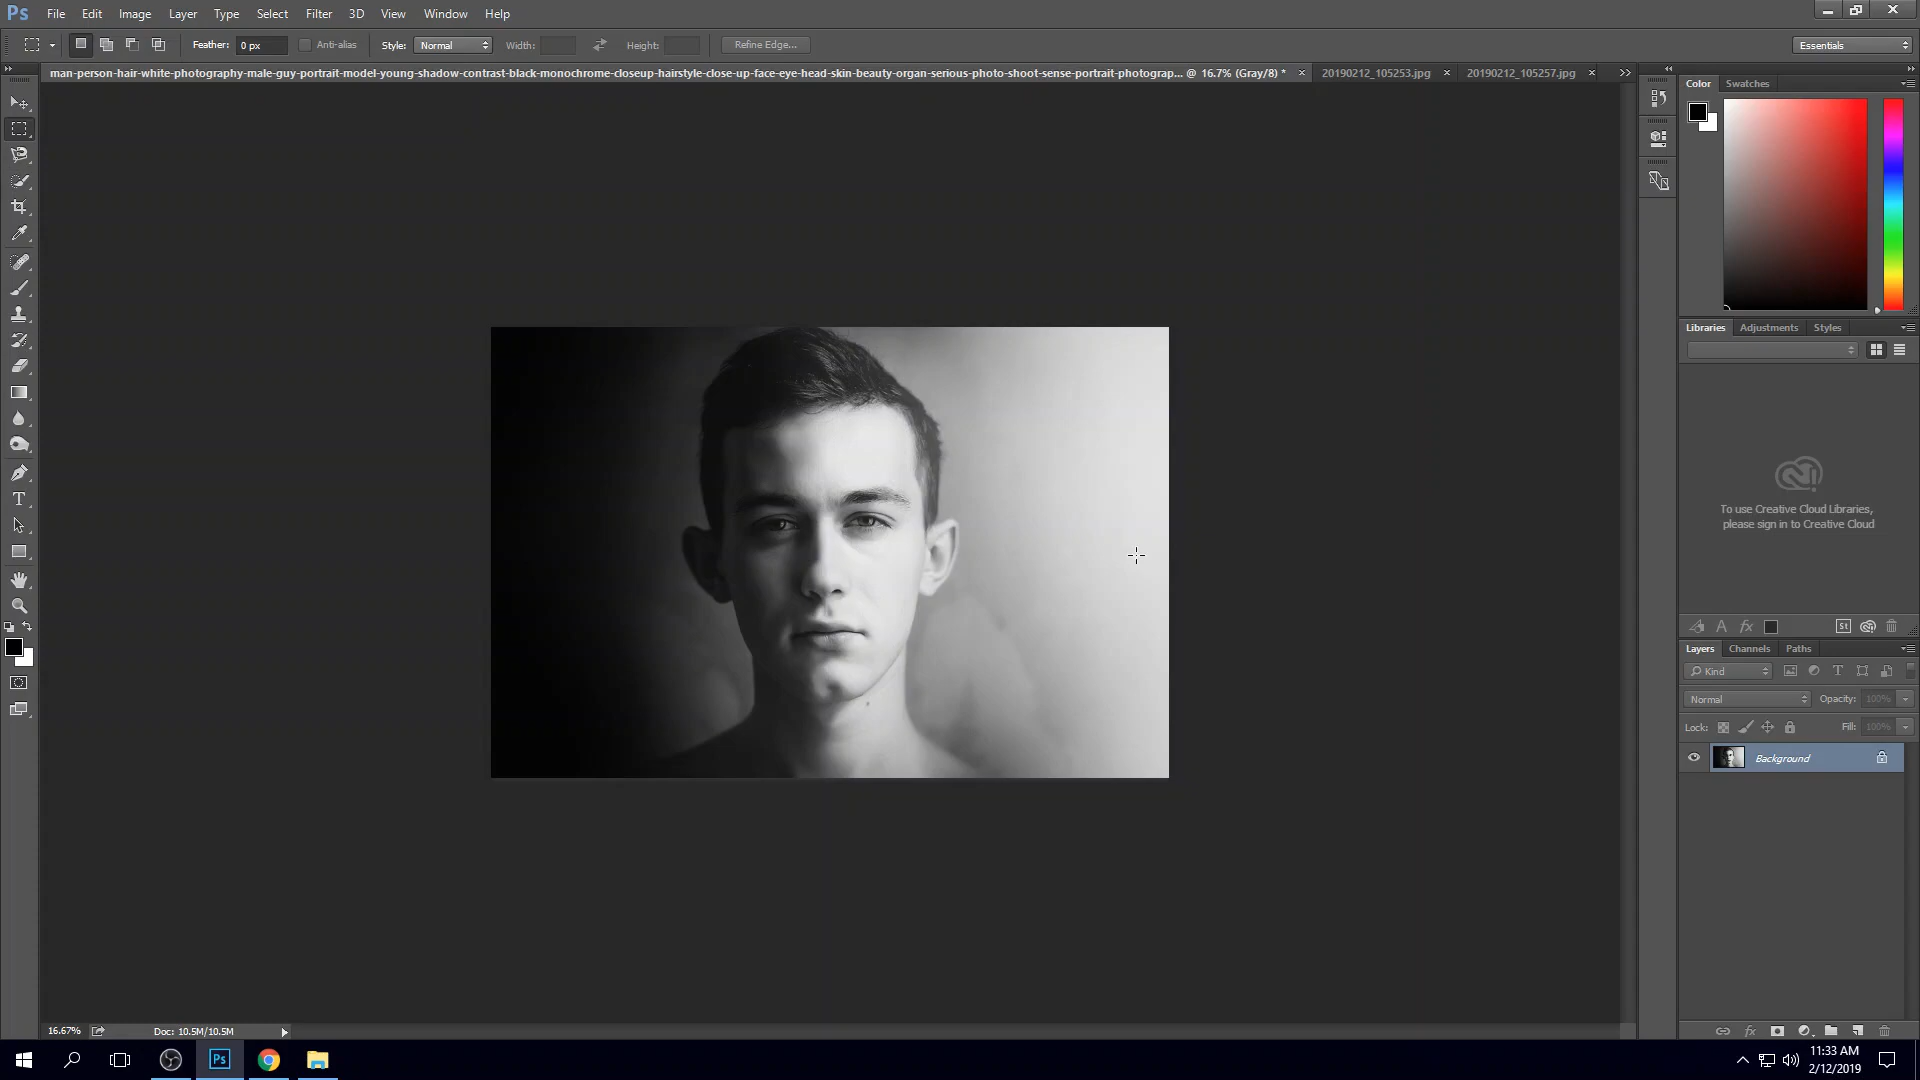 Ps File Edit Image Layer Type Select Filter 3D View Window Help
Feather: 0 px Anti-alias Style: Normal Width: Height: Refine Edge... Essentials
man-person-hair-white-photography-male-guy-portrait-model-young-shadow-contrast-black-monochrome-closeup-hairstyle-close-up-face-eye-head-skin-beauty-organ-serious-photo-shoot-sense-portrait-photograp... @ 16.7% (Gray/8) * × 20190212_105253.jpg × 20190212_105257.jpg ×
Color Swatches
Libraries Adjustments Styles
To use Creative Cloud Libraries,
please sign in to Creative Cloud
A fx St
Layers Channels Paths
Kind T
Normal Opacity: 100%
Lock: Fill: 100%
Background
T
16.67% Doc: 10.5M/10.5M
fx
Ps
11:33 AM
2/12/2019